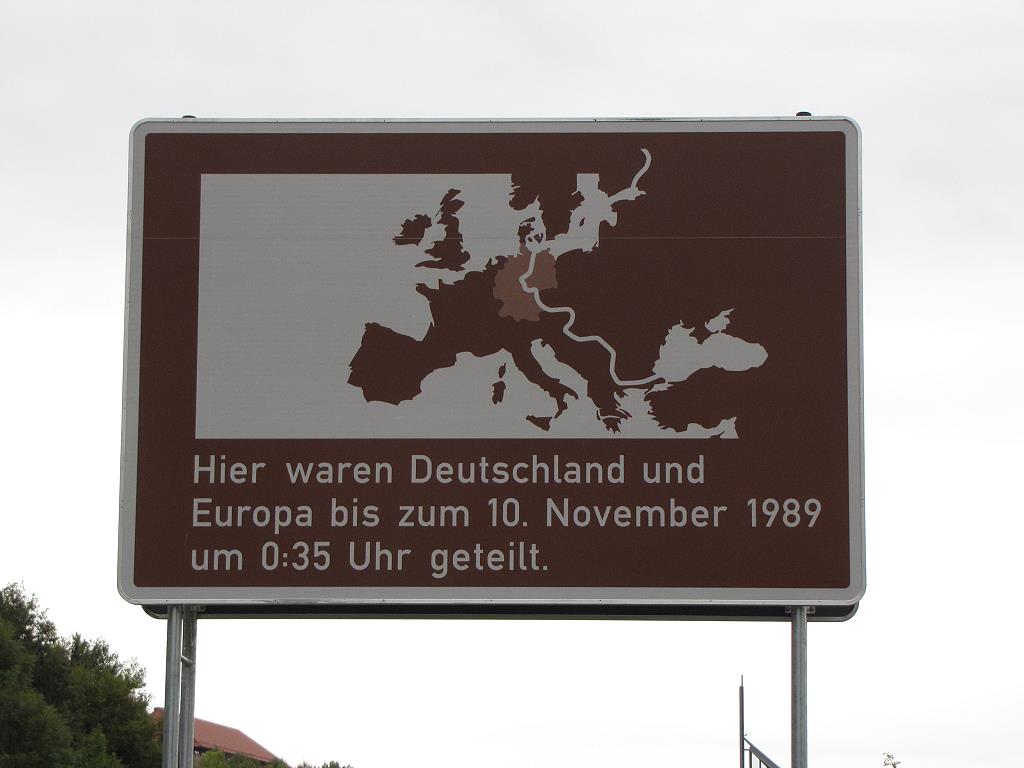 Hier waren Deutschland und
Europa bis zum 10. November 1989
um 0:35 Uhr geteilt.